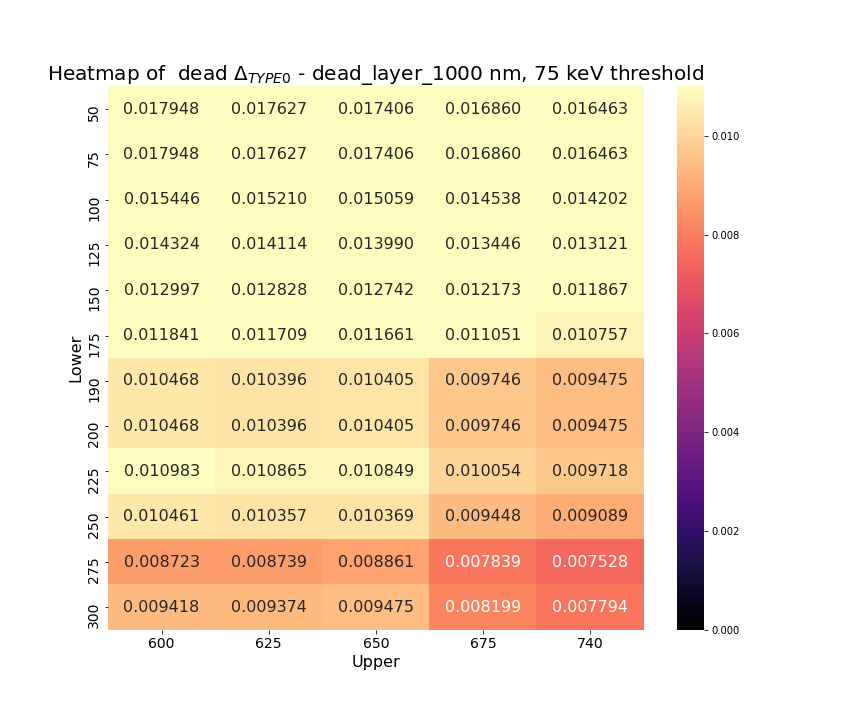 Heatmap of  dead Δ_TYPE0 - dead_layer_1000 nm, 75 keV threshold
50 0.017948 0.017627 0.017406 0.016860 0.016463
75 0.017948 0.017627 0.017406 0.016860 0.016463
100 0.015446 0.015210 0.015059 0.014538 0.014202
125 0.014324 0.014114 0.013990 0.013446 0.013121
150 0.012997 0.012828 0.012742 0.012173 0.011867
175 0.011841 0.011709 0.011661 0.011051 0.010757
190 0.010468 0.010396 0.010405 0.009746 0.009475
200 0.010468 0.010396 0.010405 0.009746 0.009475
225 0.010983 0.010865 0.010849 0.010054 0.009718
250 0.010461 0.010357 0.010369 0.009448 0.009089
275 0.008723 0.008739 0.008861 0.007839 0.007528
300 0.009418 0.009374 0.009475 0.008199 0.007794
Lower
600 625 650 675 740
Upper
0.010
0.008
0.006
0.004
0.002
0.000